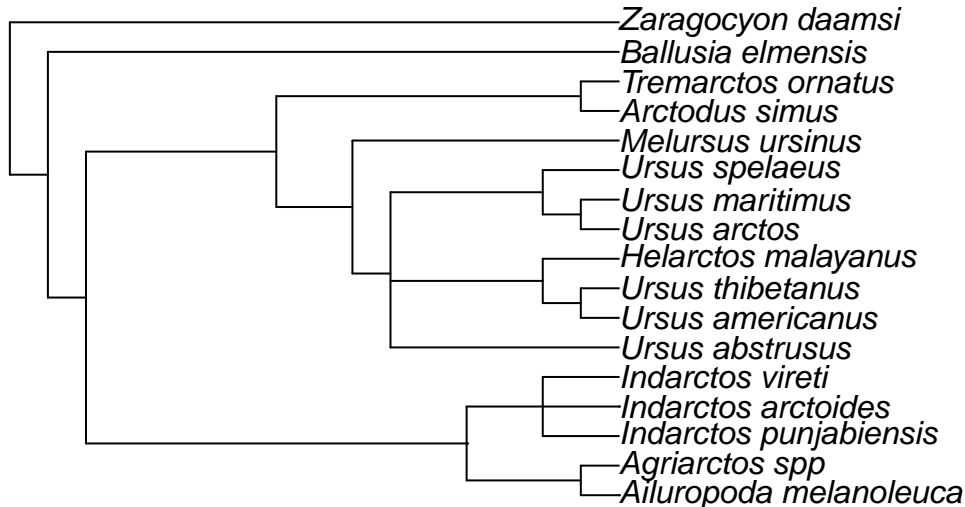 Zaragocyon daamsi
Ballusia elmensis
Tremarctos ornatus
Arctodus simus
Melursus ursinus
Ursus spelaeus
Ursus maritimus
Ursus arctos
Helarctos malayanus
Ursus thibetanus
Ursus americanus
Ursus abstrusus
Indarctos vireti
Indarctos arctoides
Indarctos punjabiensis
Agriarctos spp
Ailuropoda melanoleuca